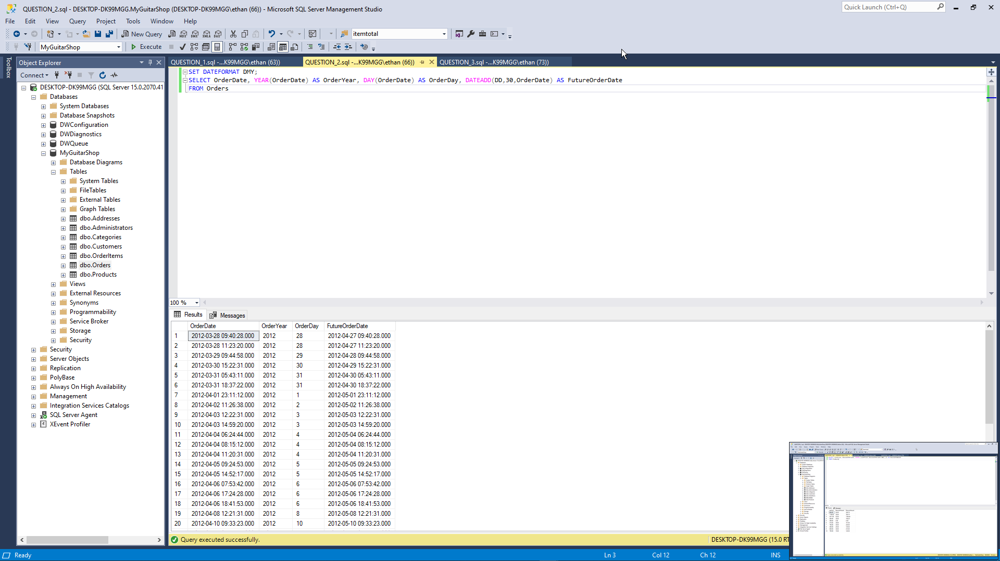 QUESTION_2.sql - DESKTOP-DK99MGG.MyGuitarShop (DESKTOP-DK99MGG\ethan (66)) - Microsoft SQL Server Management Studio
Quick Launch (Ctrl+Q)
File Edit View Query Project Tools Window Help
New Query
MDX
DMX
XMLA
DAX
itemtotal
MyGuitarShop
Execute
Toolbox
Object Explorer
Connect
DESKTOP-DK99MGG (SQL Server 15.0.2070.41
Databases
System Databases
Database Snapshots
DWConfiguration
DWDiagnostics
DWQueue
MyGuitarShop
Database Diagrams
Tables
System Tables
FileTables
External Tables
Graph Tables
dbo.Addresses
dbo.Administrators
dbo.Categories
dbo.Customers
dbo.OrderItems
dbo.Orders
dbo.Products
Views
External Resources
Synonyms
Programmability
Service Broker
Storage
Security
Security
Server Objects
Replication
PolyBase
Always On High Availability
Management
Integration Services Catalogs
SQL Server Agent
XEvent Profiler
QUESTION_1.sql -...K99MGG\ethan (63))
QUESTION_2.sql -...K99MGG\ethan (66))
QUESTION_3.sql -...K99MGG\ethan (73))
SET DATEFORMAT DMY;
SELECT OrderDate, YEAR(OrderDate) AS OrderYear, DAY(OrderDate) AS OrderDay, DATEADD(DD,30,OrderDate) AS FutureOrderDate
FROM Orders
100 %
Results Messages
OrderDate OrderYear OrderDay FutureOrderDate
1 2012-03-28 09:40:28.000 2012 28 2012-04-27 09:40:28.000
2 2012-03-28 11:23:20.000 2012 28 2012-04-27 11:23:20.000
3 2012-03-29 09:44:58.000 2012 29 2012-04-28 09:44:58.000
4 2012-03-30 15:22:31.000 2012 30 2012-04-29 15:22:31.000
5 2012-03-31 05:43:11.000 2012 31 2012-04-30 05:43:11.000
6 2012-03-31 18:37:22.000 2012 31 2012-04-30 18:37:22.000
7 2012-04-01 23:11:12.000 2012 1 2012-05-01 23:11:12.000
8 2012-04-02 11:26:38.000 2012 2 2012-05-02 11:26:38.000
9 2012-04-03 12:22:31.000 2012 3 2012-05-03 12:22:31.000
10 2012-04-03 14:59:20.000 2012 3 2012-05-03 14:59:20.000
11 2012-04-04 06:24:44.000 2012 4 2012-05-04 06:24:44.000
12 2012-04-04 08:15:12.000 2012 4 2012-05-04 08:15:12.000
13 2012-04-04 11:20:31.000 2012 4 2012-05-04 11:20:31.000
14 2012-04-05 09:24:53.000 2012 5 2012-05-05 09:24:53.000
15 2012-04-05 14:52:17.000 2012 5 2012-05-05 14:52:17.000
16 2012-04-06 07:53:42.000 2012 6 2012-05-06 07:53:42.000
17 2012-04-06 17:24:28.000 2012 6 2012-05-06 17:24:28.000
18 2012-04-06 18:41:53.000 2012 6 2012-05-06 18:41:53.000
19 2012-04-08 12:21:31.000 2012 8 2012-05-08 12:21:31.000
20 2012-04-10 09:33:23.000 2012 10 2012-05-10 09:33:23.000
Query executed successfully.
DESKTOP-DK99MGG (15.0 RT
Ready
Ln 3 Col 12 Ch 12 INS